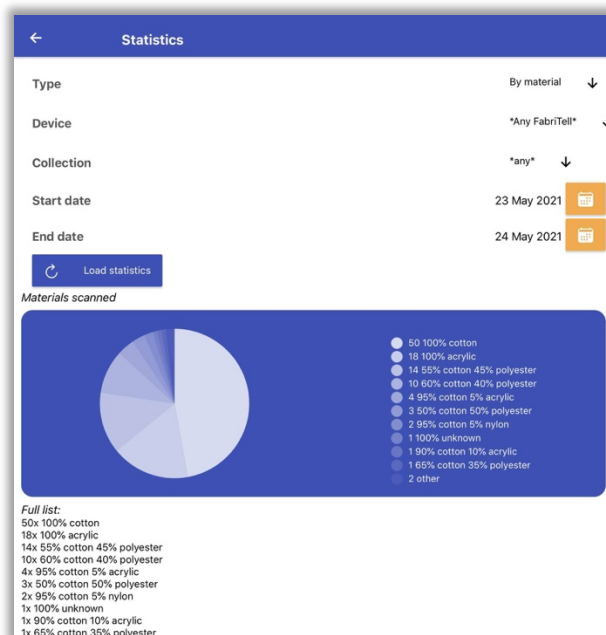 Statistics
Type By material
Device *Any FabriTell*
Collection *any*
Start date 23 May 2021
End date 24 May 2021
Load statistics
Materials scanned
50 100% cotton
18 100% acrylic
14 55% cotton 45% polyester
10 60% cotton 40% polyester
4 95% cotton 5% acrylic
3 50% cotton 50% polyester
2 95% cotton 5% nylon
1 100% unknown
1 90% cotton 10% acrylic
1 65% cotton 35% polyester
2 other
Full list:
50x 100% cotton
18x 100% acrylic
14x 55% cotton 45% polyester
10x 60% cotton 40% polyester
4x 95% cotton 5% acrylic
3x 50% cotton 50% polyester
2x 95% cotton 5% nylon
1x 100% unknown
1x 90% cotton 10% acrylic
1x 65% cotton 35% polyester